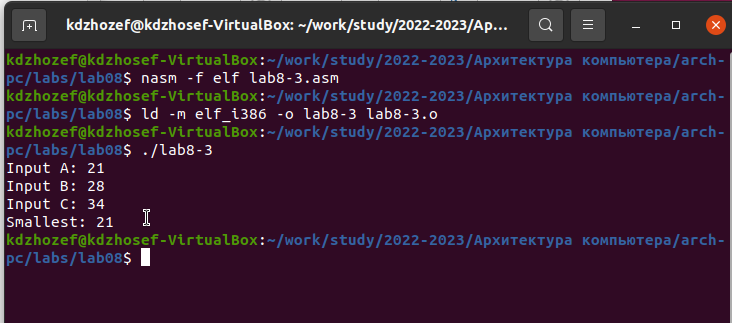 kdzhozef@kdzhosef-VirtualBox: ~/work/study/2022-2023/Ap...
kdzhozef@kdzhosef-VirtualBox:~/work/study/2022-2023/Архитектура компьютера/arch-
pc/labs/lab08$ nasm -f elf lab8-3.asm
kdzhozef@kdzhosef-VirtualBox:~/work/study/2022-2023/Архитектура компьютера/arch-
pc/labs/lab08$ ld -m elf_i386 -o lab8-3 lab8-3.o
kdzhozef@kdzhosef-VirtualBox:~/work/study/2022-2023/Архитектура компьютера/arch-
pc/labs/lab08$ ./lab8-3
Input A: 21
Input B: 28
Input C: 34
Smallest: 21
kdzhozef@kdzhosef-VirtualBox:~/work/study/2022-2023/Архитектура компьютера/arch-
pc/labs/lab08$